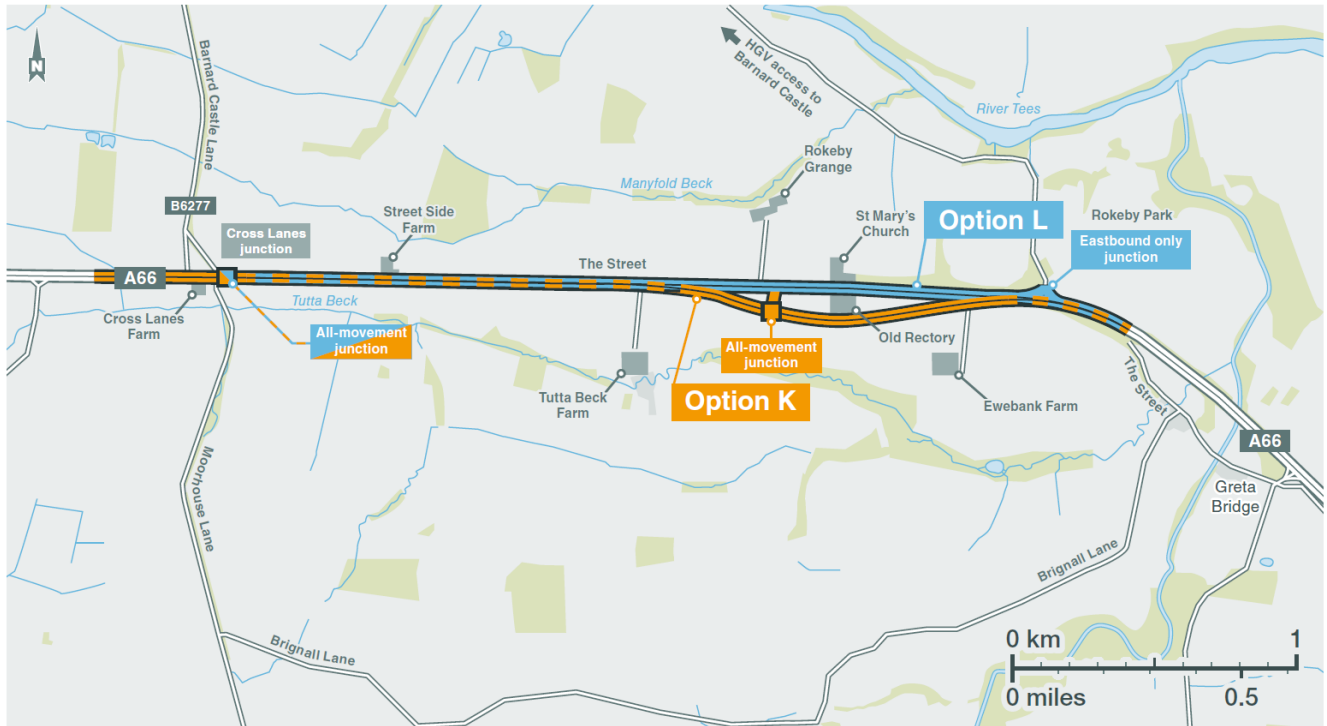 N
Barnard Castle Lane
HGV access to
Barnard Castle
River Tees
Rokeby
Grange
Manyfold Beck
B6277
Street Side
Farm
St Mary's
Church
Option L
Rokeby Park
Cross Lanes
junction
Eastbound only
junction
The Street
A66
Tutta Beck
Cross Lanes
Farm
All-movement
junction
All-movement
junction
Old Rectory
Tutta Beck
Farm
Option K
Ewebank Farm
The Street
A66
Moorhouse Lane
Greta
Bridge
Brignall Lane
Brignall Lane
0 km
1
0 miles
0.5